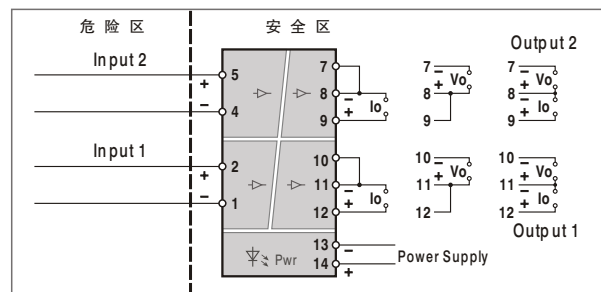 危险区 安全区
Output 2
Input 2
+ 5
− 4
7
8
9
− + Io
7 − Vo
8 +
9
7 − Vo
8 + −
9 + Io
Input 1
+ 2
− 1
10
11
12
− + Io
10 − Vo
11 +
12
10 − Vo
11 + −
12 + Io
Output 1
Pwr
13 −
14 +
Power Supply